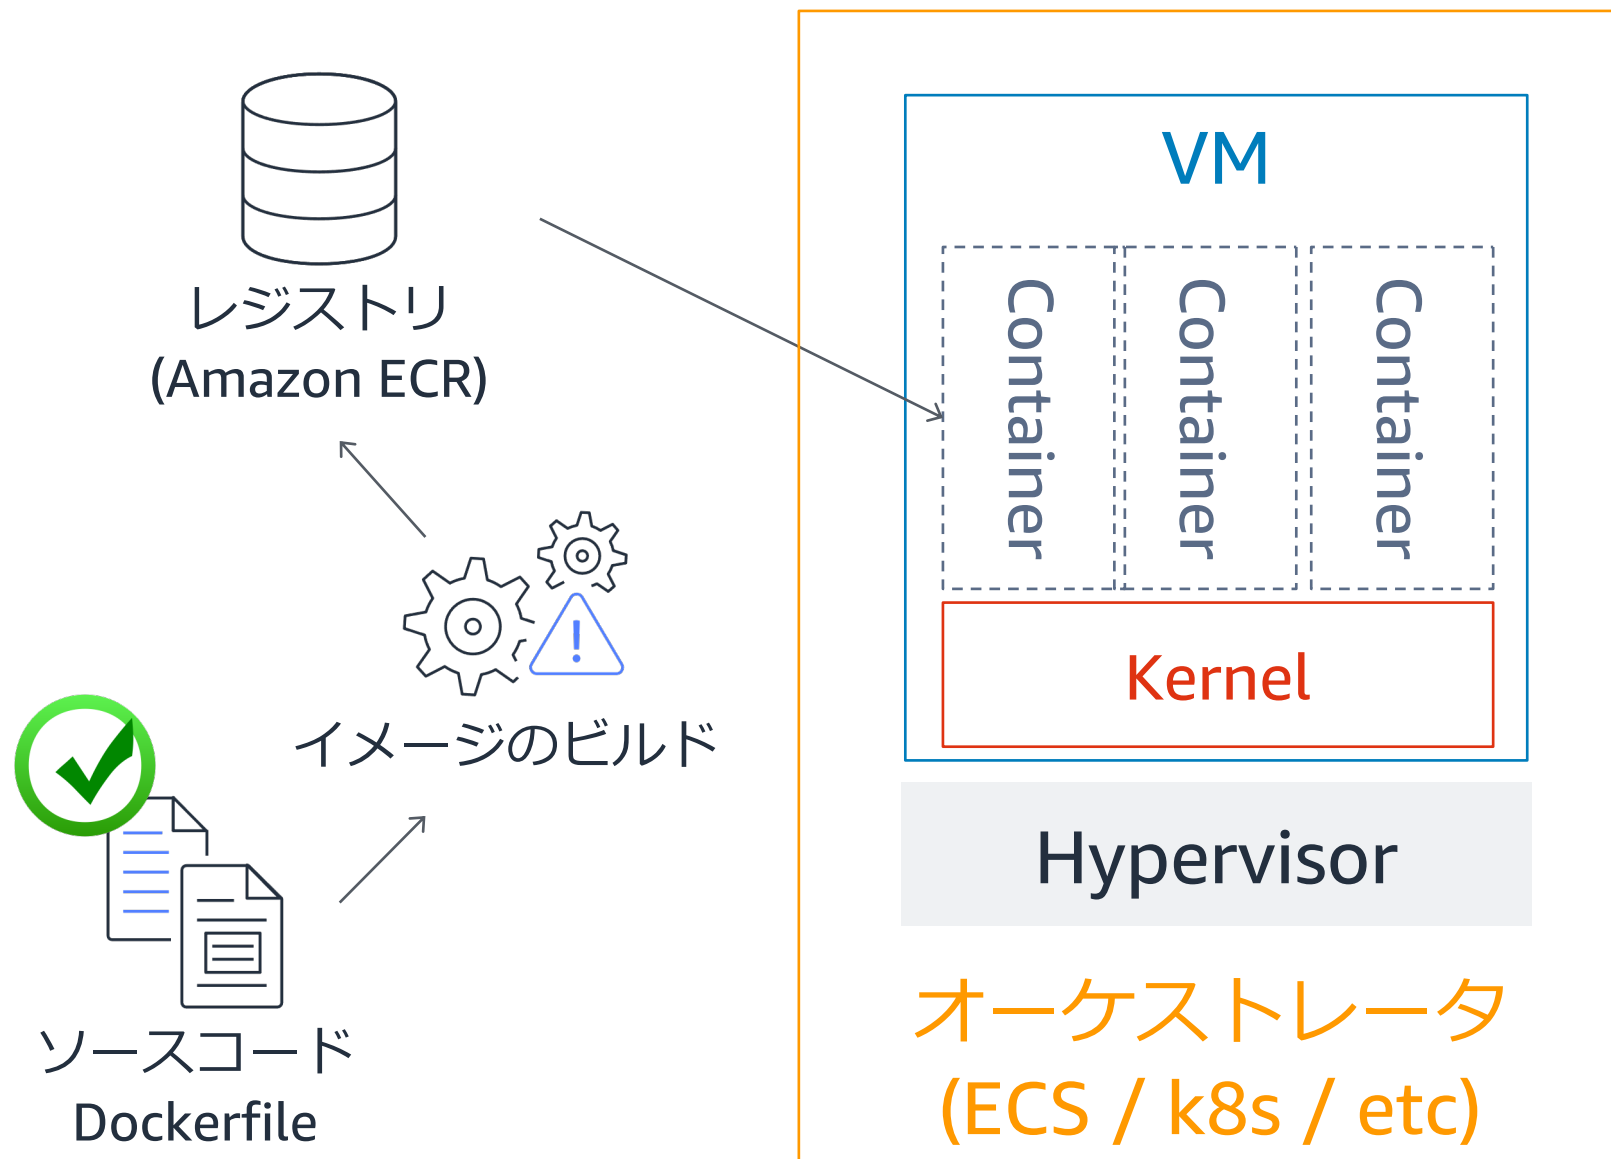 レジストリ
(Amazon ECR)
イメージのビルド
ソースコード
Dockerfile
VM
Container
Container
Container
Kernel
Hypervisor
オーケストレータ
(ECS / k8s / etc)